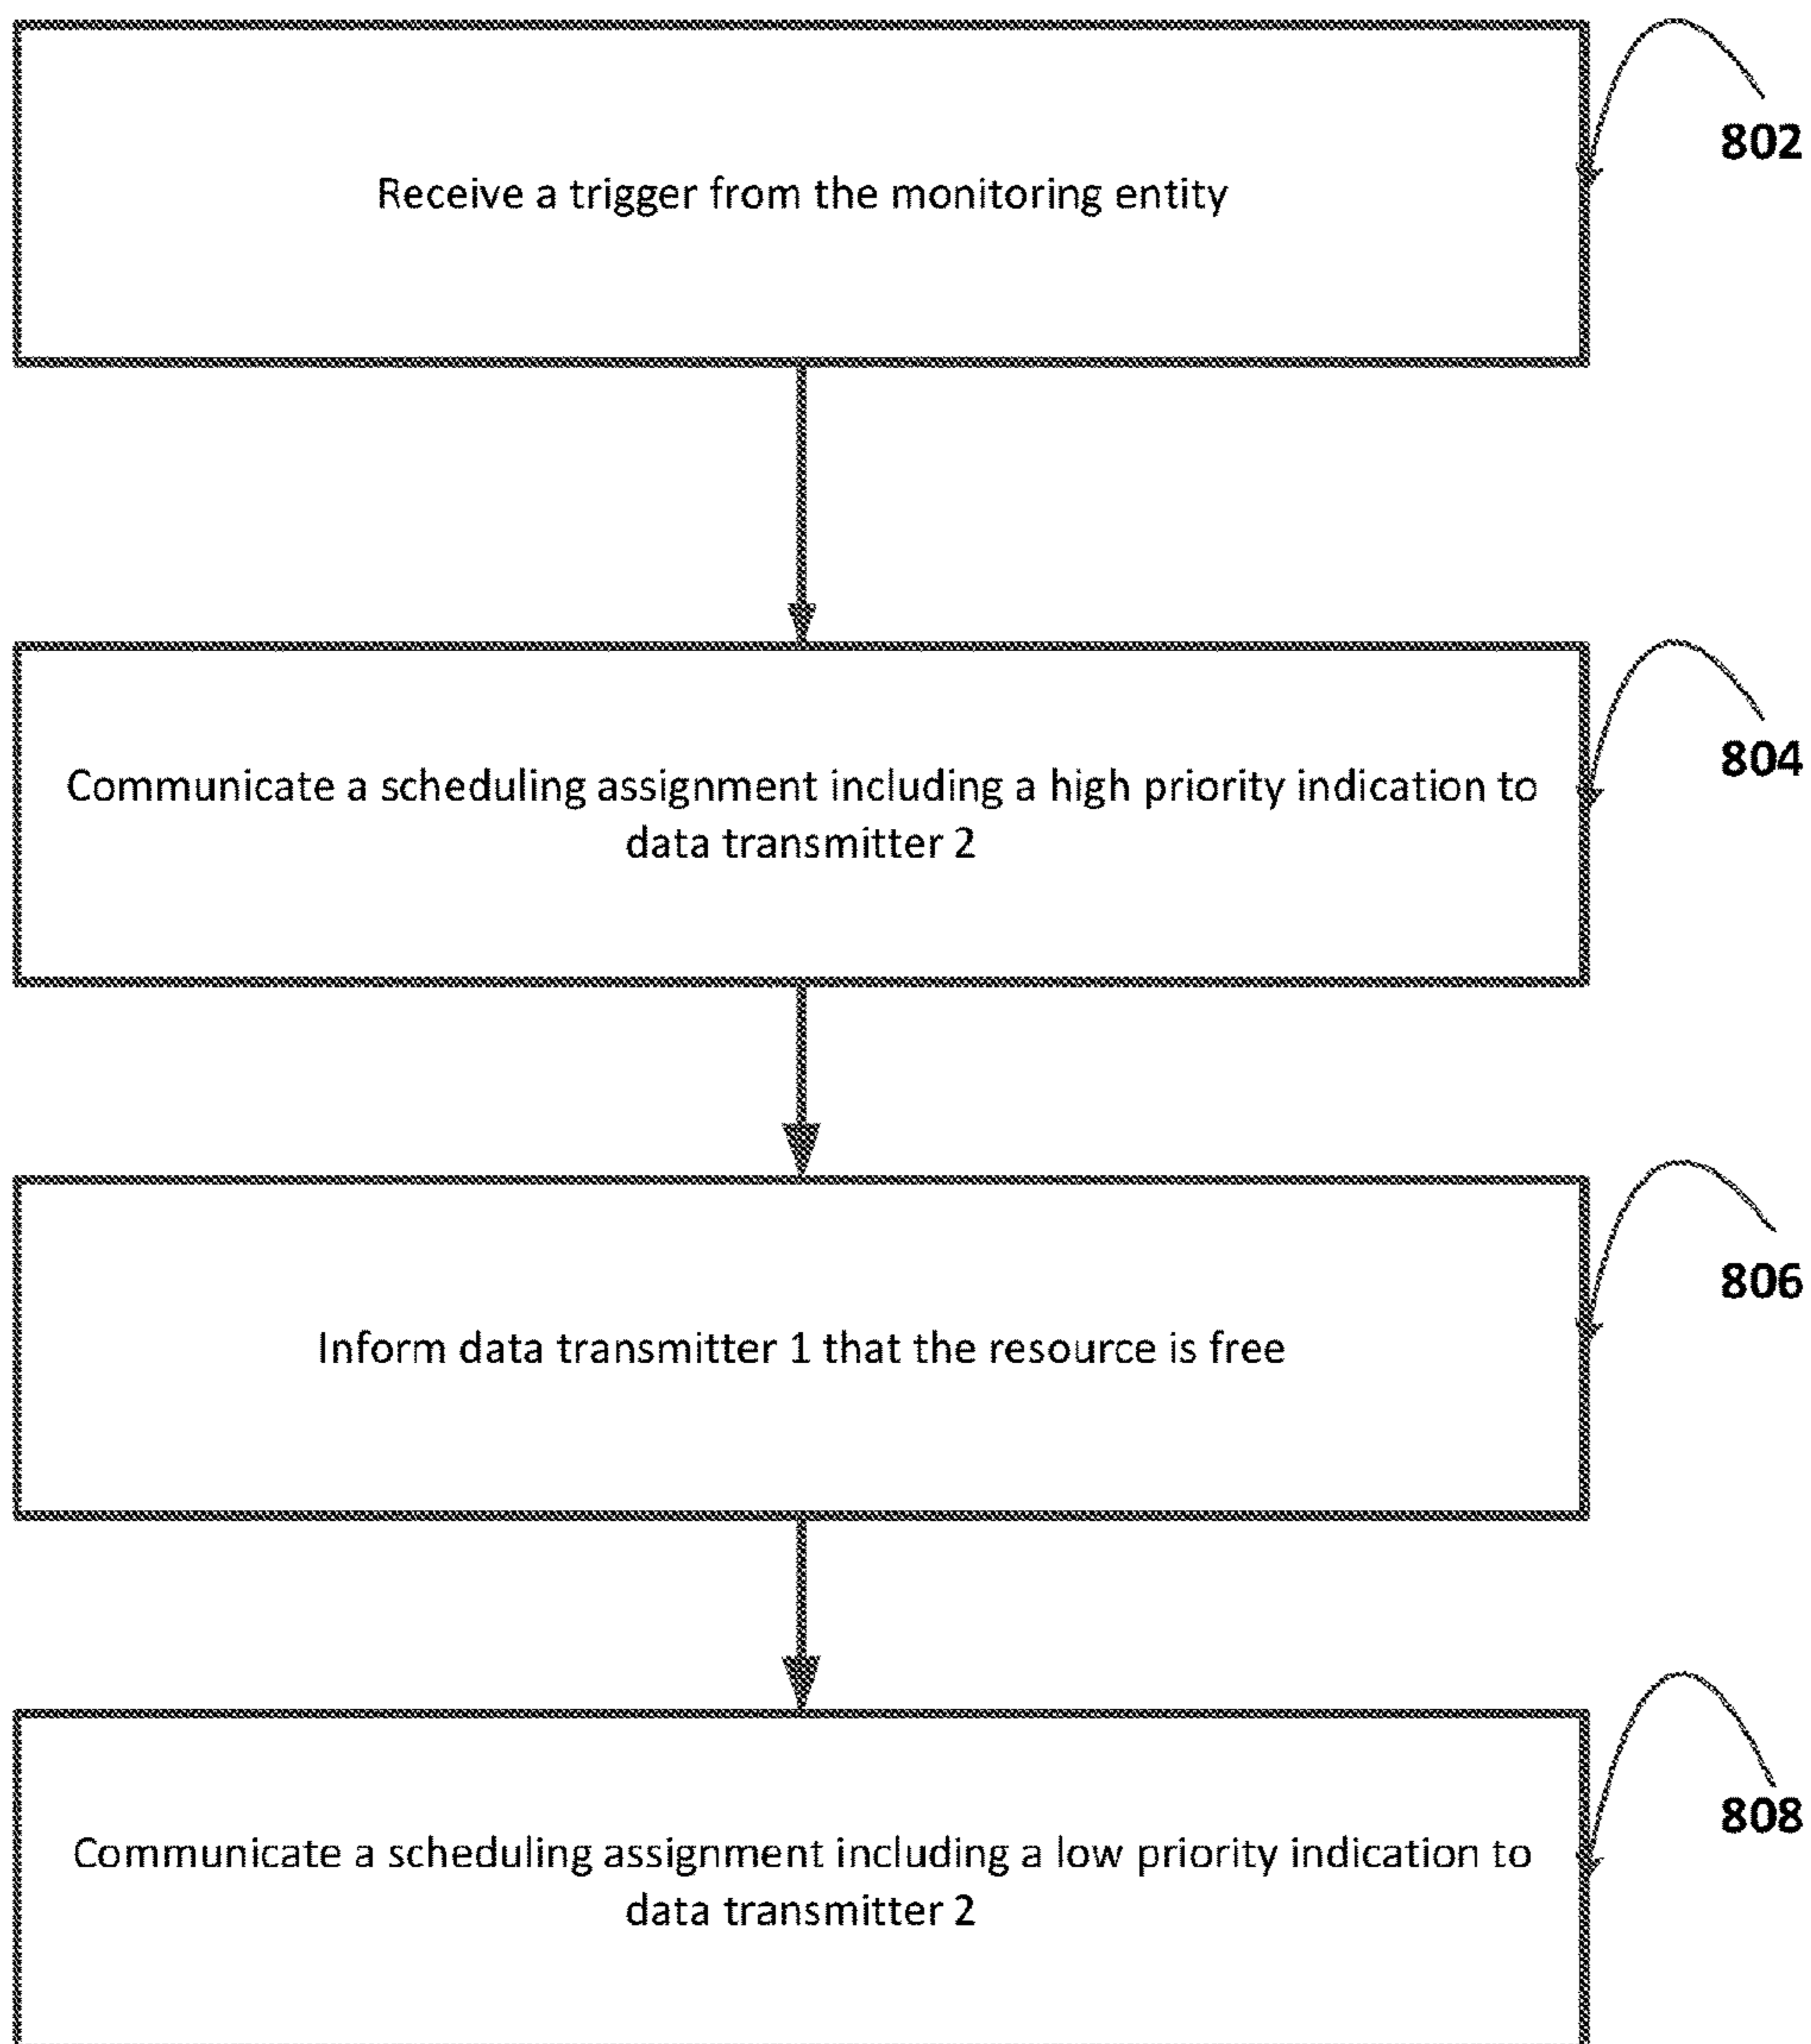 802
Receive a trigger from the monitoring entity
804
Communicate a scheduling assignment including a high priority indication to
data transmitter 2
806
Inform data transmitter 1 that the resource is free
808
Communicate a scheduling assignment including a low priority indication to
data transmitter 2